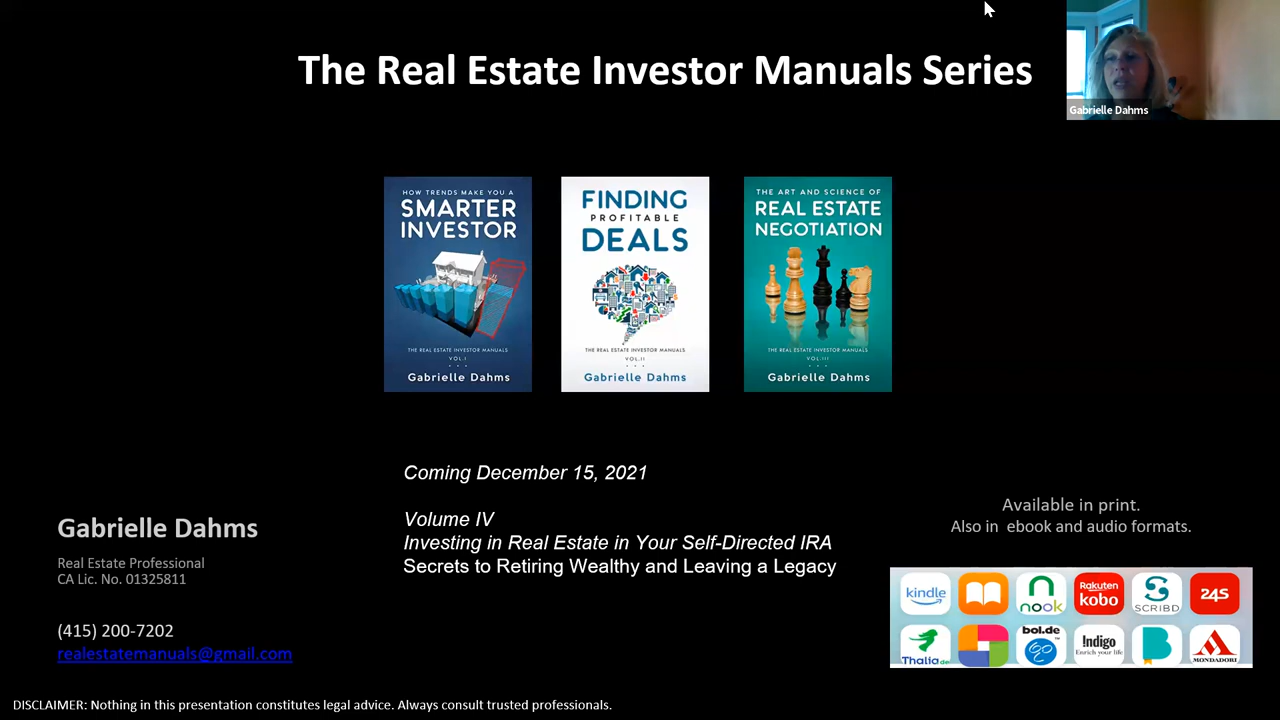 The Real Estate Investor Manuals Series
Gabrielle Dahms
HOW TRENDS MAKE YOU A
SMARTER
INVESTOR
THE REAL ESTATE INVESTOR MANUALS
VOL.I
Gabrielle Dahms
FINDING
PROFITABLE
DEALS
THE REAL ESTATE INVESTOR MANUALS
VOL.II
Gabrielle Dahms
THE ART AND SCIENCE OF
REAL ESTATE
NEGOTIATION
THE REAL ESTATE INVESTOR MANUALS
VOL.III
Gabrielle Dahms
Coming December 15, 2021
Volume IV
Investing in Real Estate in Your Self-Directed IRA
Secrets to Retiring Wealthy and Leaving a Legacy
Gabrielle Dahms
Real Estate Professional
CA Lic. No. 01325811
(415) 200-7202
realestatemanuals@gmail.com
Available in print.
Also in ebook and audio formats.
kindle
nook
Rakuten
kobo
SCRIBD
24S
Thalia.de
bol.de
!ndigo
Enrich your life
MONDADORI
DISCLAIMER: Nothing in this presentation constitutes legal advice. Always consult trusted professionals.